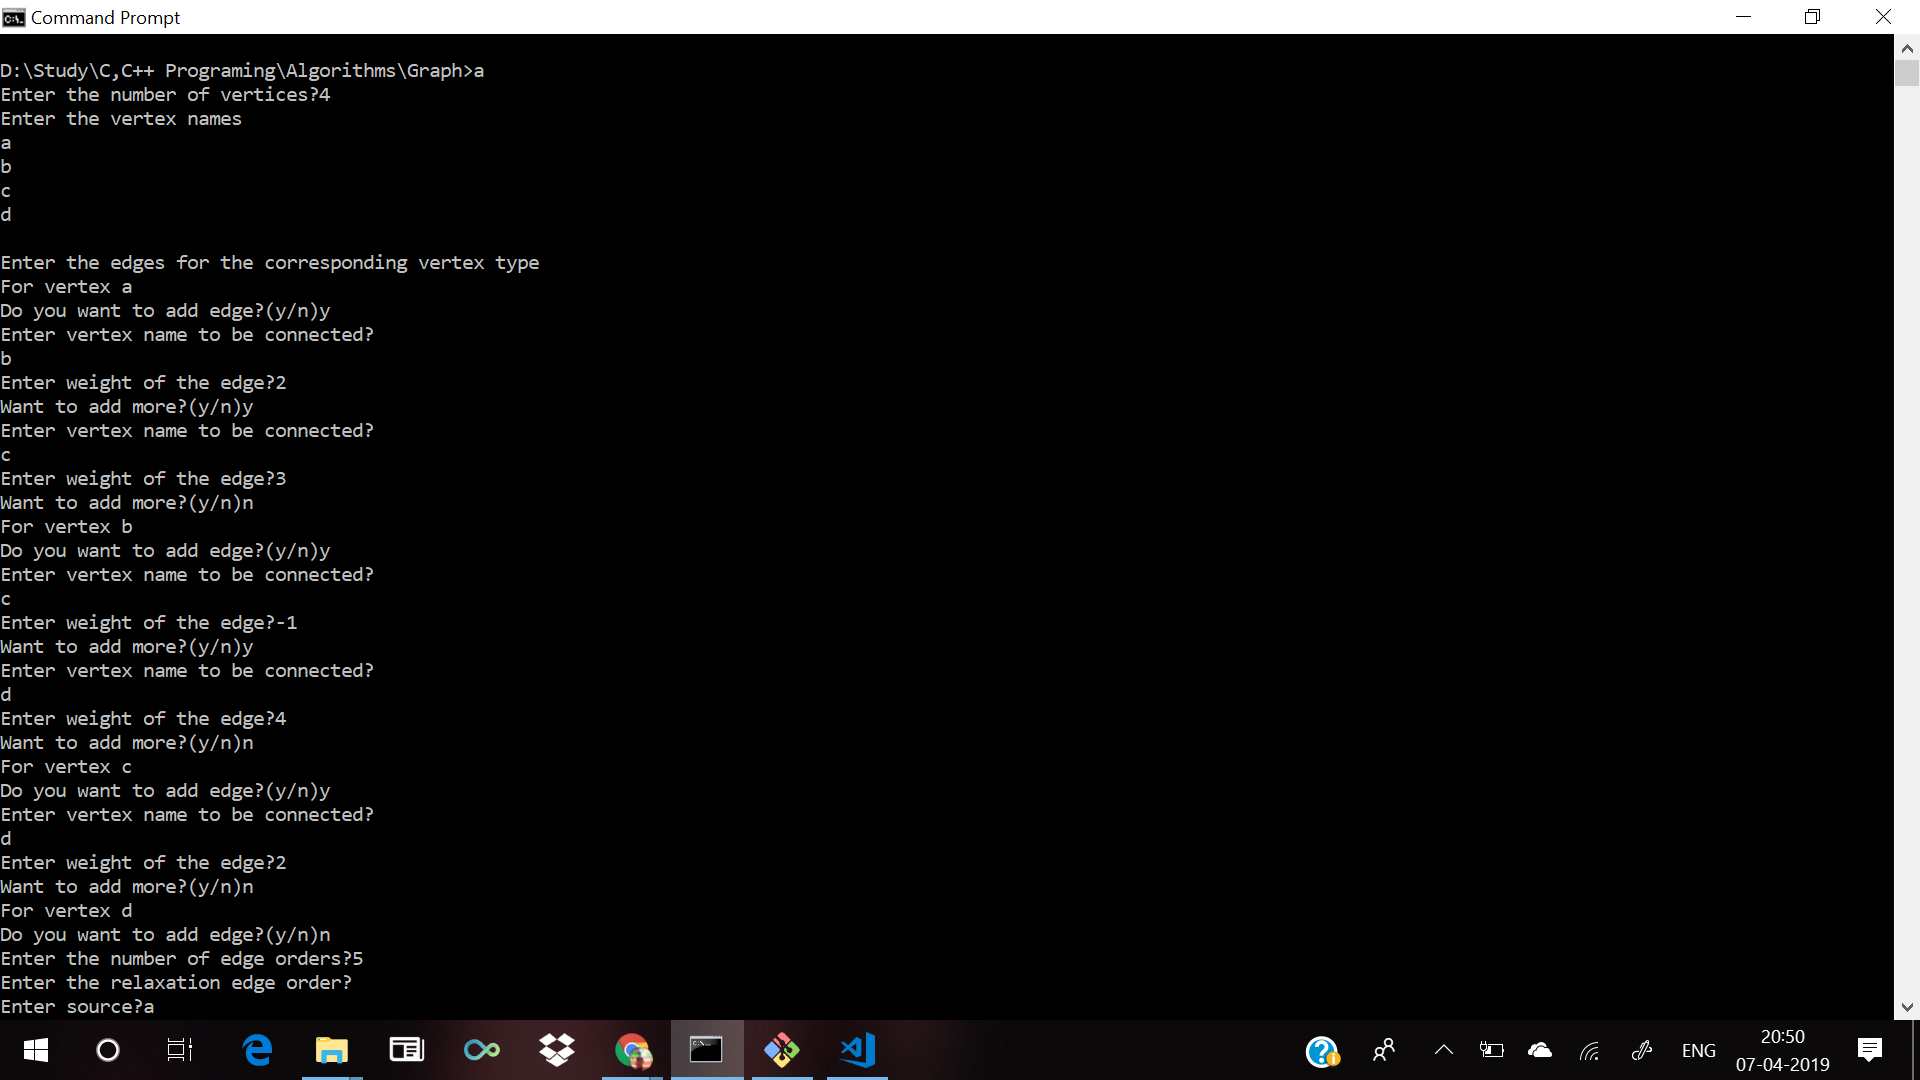 Command Prompt
D:\Study\C,C++ Programing\Algorithms\Graph>a
Enter the number of vertices?4
Enter the vertex names
a
b
c
d
Enter the edges for the corresponding vertex type
For vertex a
Do you want to add edge?(y/n)y
Enter vertex name to be connected?
b
Enter weight of the edge?2
Want to add more?(y/n)y
Enter vertex name to be connected?
c
Enter weight of the edge?3
Want to add more?(y/n)n
For vertex b
Do you want to add edge?(y/n)y
Enter vertex name to be connected?
c
Enter weight of the edge?-1
Want to add more?(y/n)y
Enter vertex name to be connected?
d
Enter weight of the edge?4
Want to add more?(y/n)n
For vertex c
Do you want to add edge?(y/n)y
Enter vertex name to be connected?
d
Enter weight of the edge?2
Want to add more?(y/n)n
For vertex d
Do you want to add edge?(y/n)n
Enter the number of edge orders?5
Enter the relaxation edge order?
Enter source?a
ENG
20:50
07-04-2019